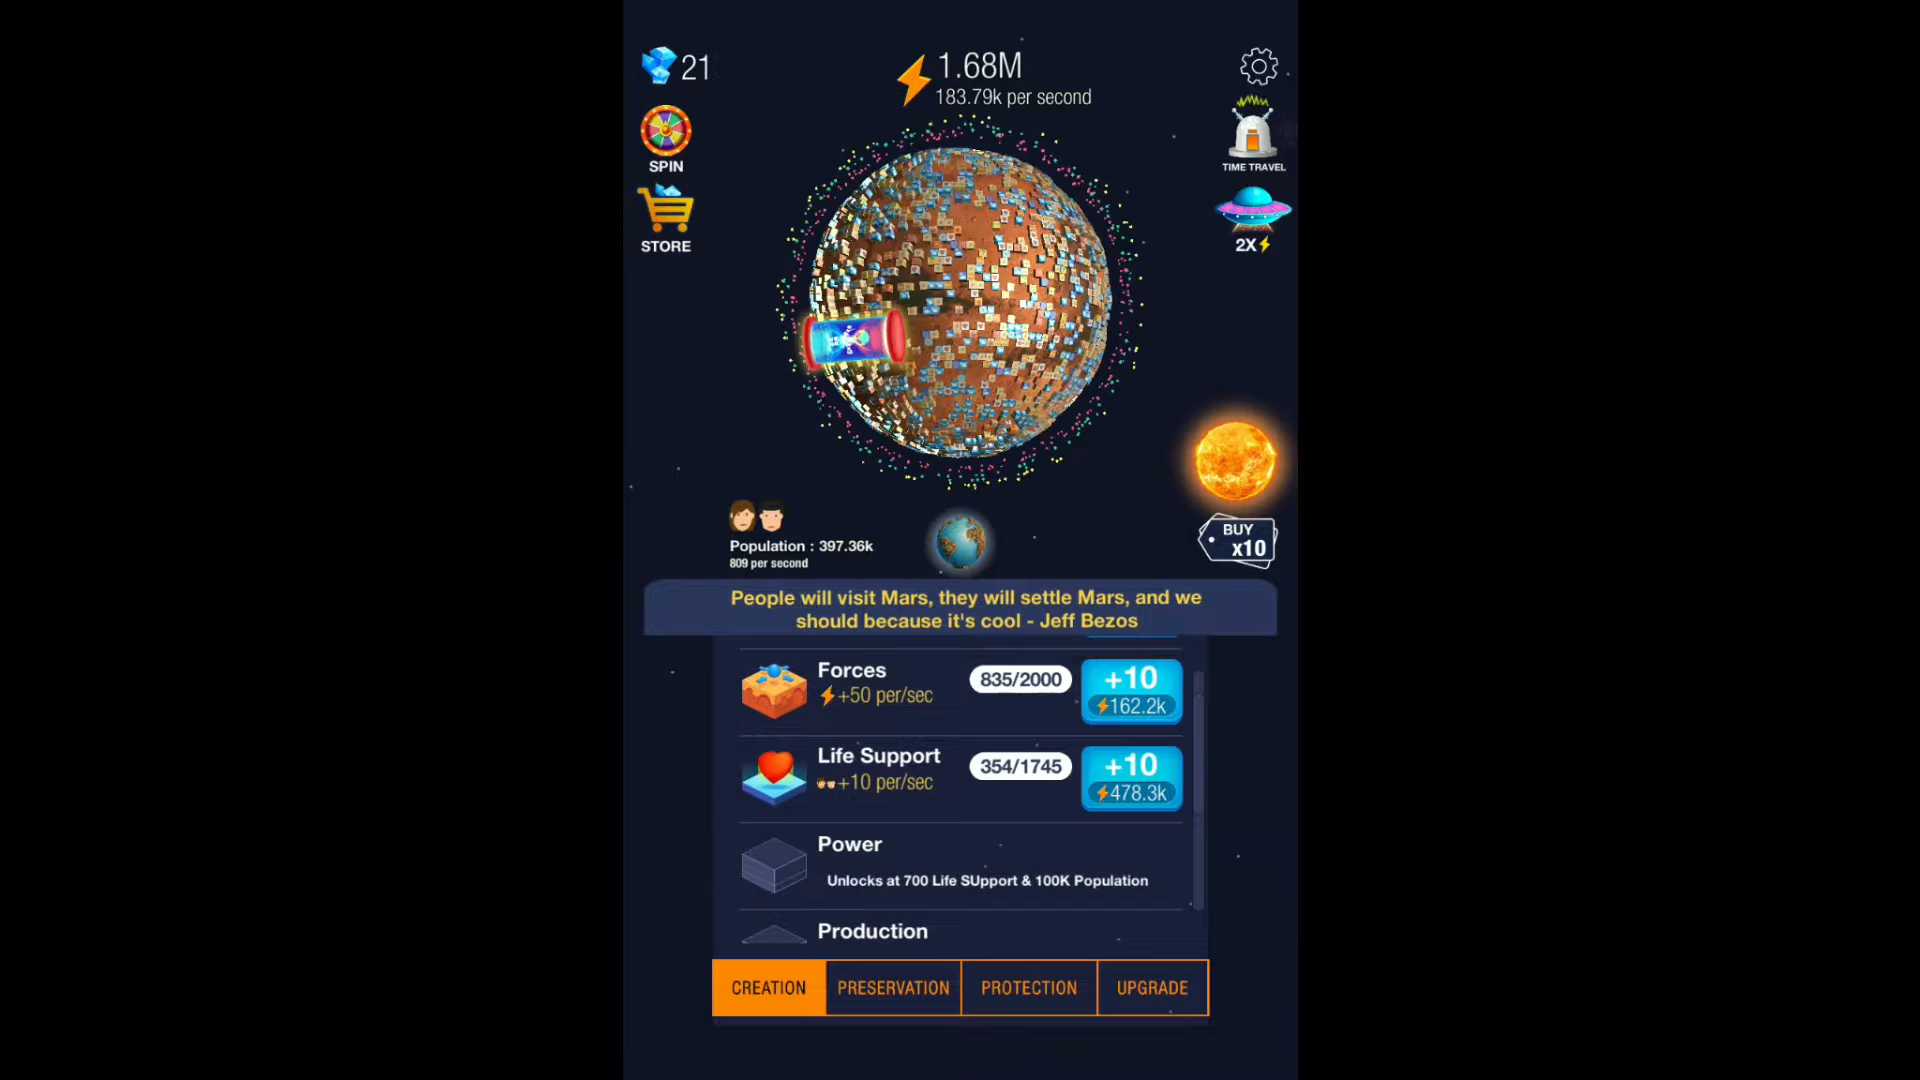 21
1.68M
183.79k per second
SPIN
TIME TRAVEL
STORE
2X
Population : 397.36k
809 per second
BUY
x10
People will visit Mars, they will settle Mars, and we
should because it's cool - Jeff Bezos
Forces
+50 per/sec
835/2000
+10
162.2k
Life Support
+10 per/sec
354/1745
+10
478.3k
Power
Unlocks at 700 Life SUpport & 100K Population
Production
CREATION
PRESERVATION
PROTECTION
UPGRADE